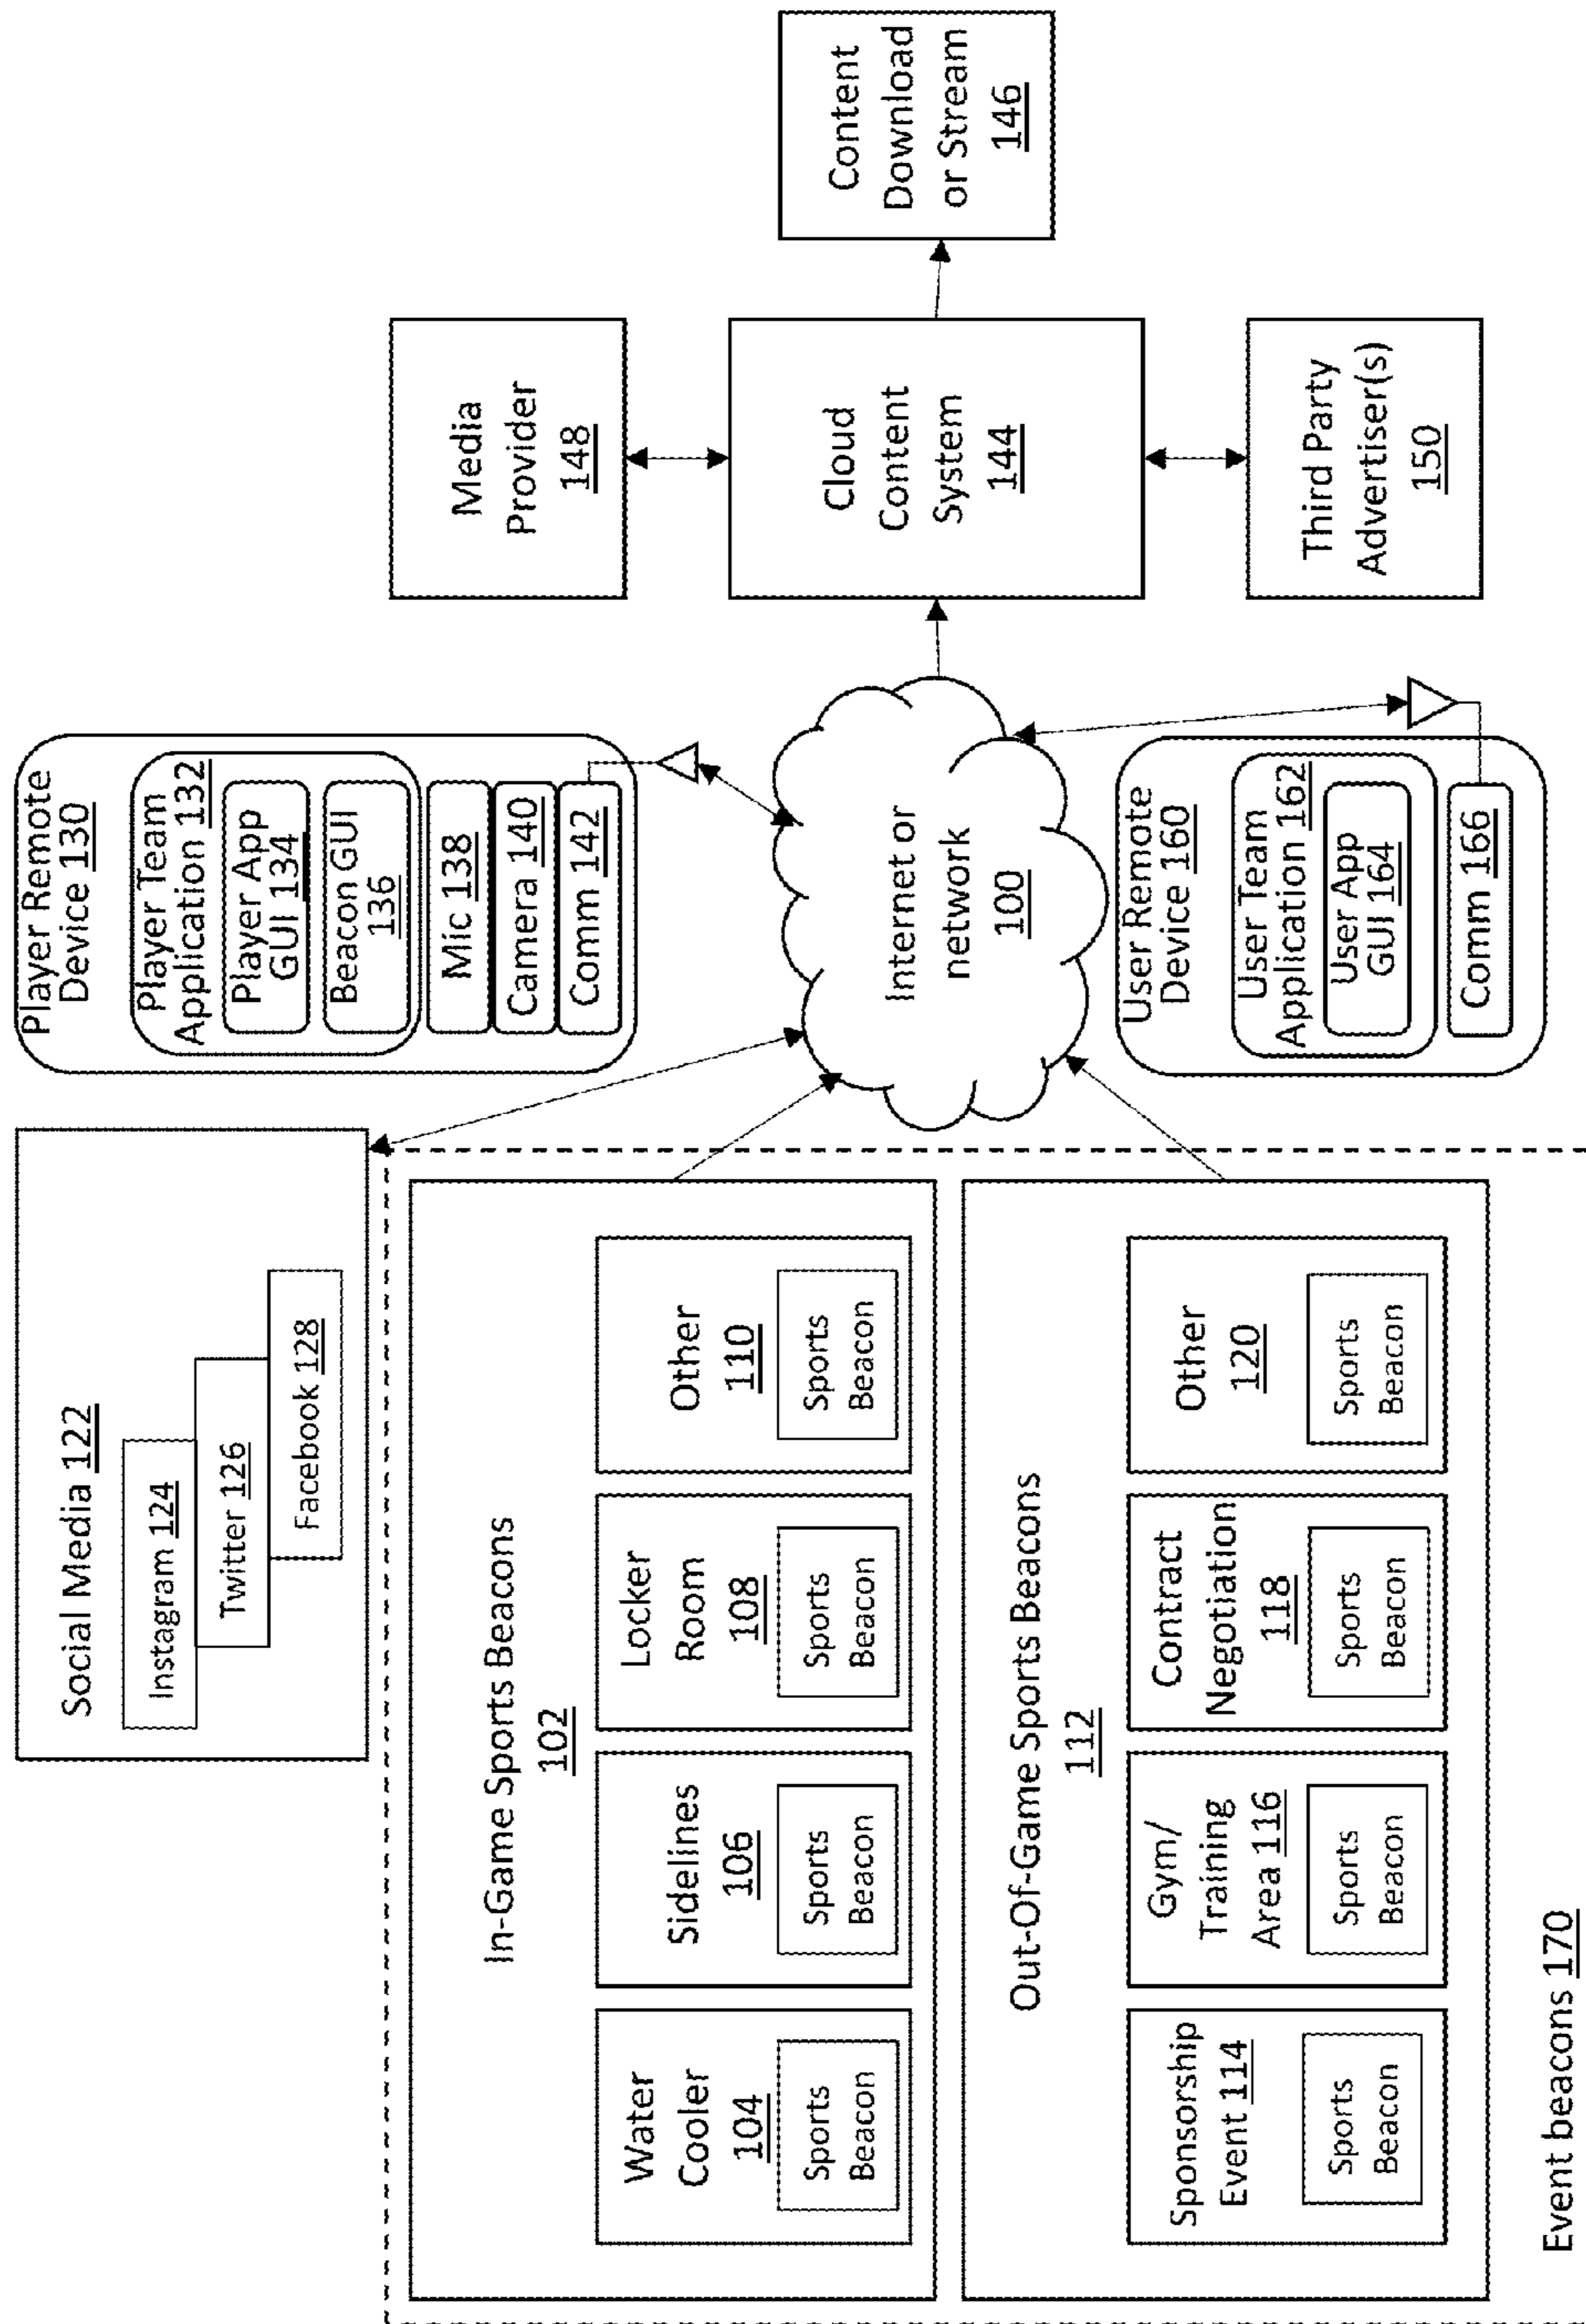 Social Media 122
Instagram 124
Twitter 126
Facebook 128
Player Remote
Device 130
Player Team
Application 132
Player App
GUI 134
Beacon GUI
136
Mic 138
Camera 140
Comm 142
Media
Provider
148
In-Game Sports Beacons
102
Water
Cooler
104
Sports
Beacon
Sidelines
106
Sports
Beacon
Locker
Room
108
Sports
Beacon
Other
110
Sports
Beacon
Internet or
network
100
Cloud
Content
System
144
Content
Download
or Stream
146
Out-Of-Game Sports Beacons
112
Sponsorship
Event 114
Sports
Beacon
Gym/
Training
Area 116
Sports
Beacon
Contract
Negotiation
118
Sports
Beacon
Other
120
Sports
Beacon
User Remote
Device 160
User Team
Application 162
User App
GUI 164
Comm 166
Third Party
Advertiser(s)
150
Event beacons 170